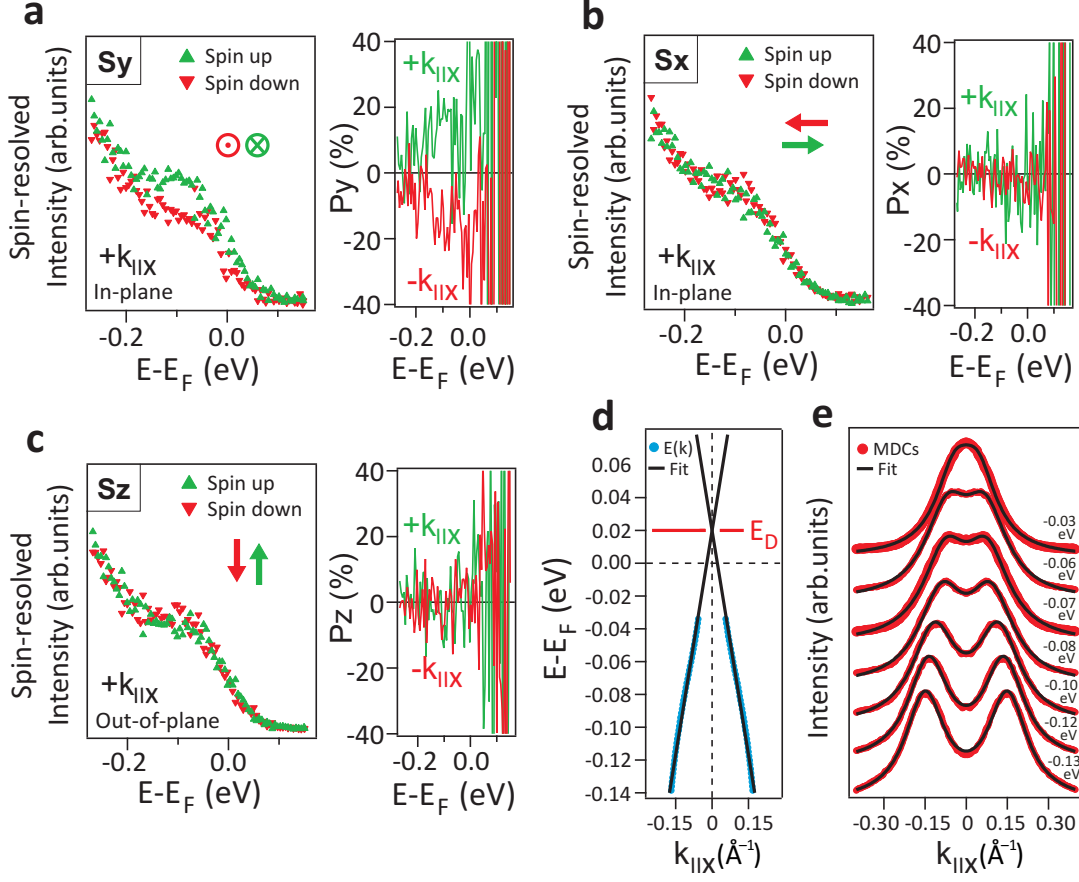 a
Sy
Spin up
Spin down
+k||X
In-plane
Spin-resolved
Intensity (arb.units)
-0.2
0.0
E-EF (eV)
Py (%)
40
20
0
-20
-40
+k||X
-k||X
-0.2
0.0
E-EF (eV)
b
Sx
Spin up
Spin down
+k||X
In-plane
Spin-resolved
Intensity (arb.units)
-0.2
0.0
E-EF (eV)
Px (%)
40
20
0
-20
-40
+k||X
-k||X
-0.2
0.0
E-EF (eV)
c
Sz
Spin up
Spin down
+k||X
Out-of-plane
Spin-resolved
Intensity (arb.units)
-0.2
0.0
E-EF (eV)
Pz (%)
40
20
0
-20
-40
+k||X
-k||X
-0.2
0.0
E-EF (eV)
d
E(k)
Fit
ED
E-EF (eV)
0.06
0.04
0.02
0.00
-0.02
-0.04
-0.06
-0.08
-0.10
-0.12
-0.14
-0.15
0
0.15
k||X(Å⁻¹)
e
MDCs
Fit
Intensity (arb.units)
-0.03
eV
-0.06
eV
-0.07
eV
-0.08
eV
-0.10
eV
-0.12
eV
-0.13
eV
-0.30
-0.15
0
0.15
0.30
k||X(Å⁻¹)